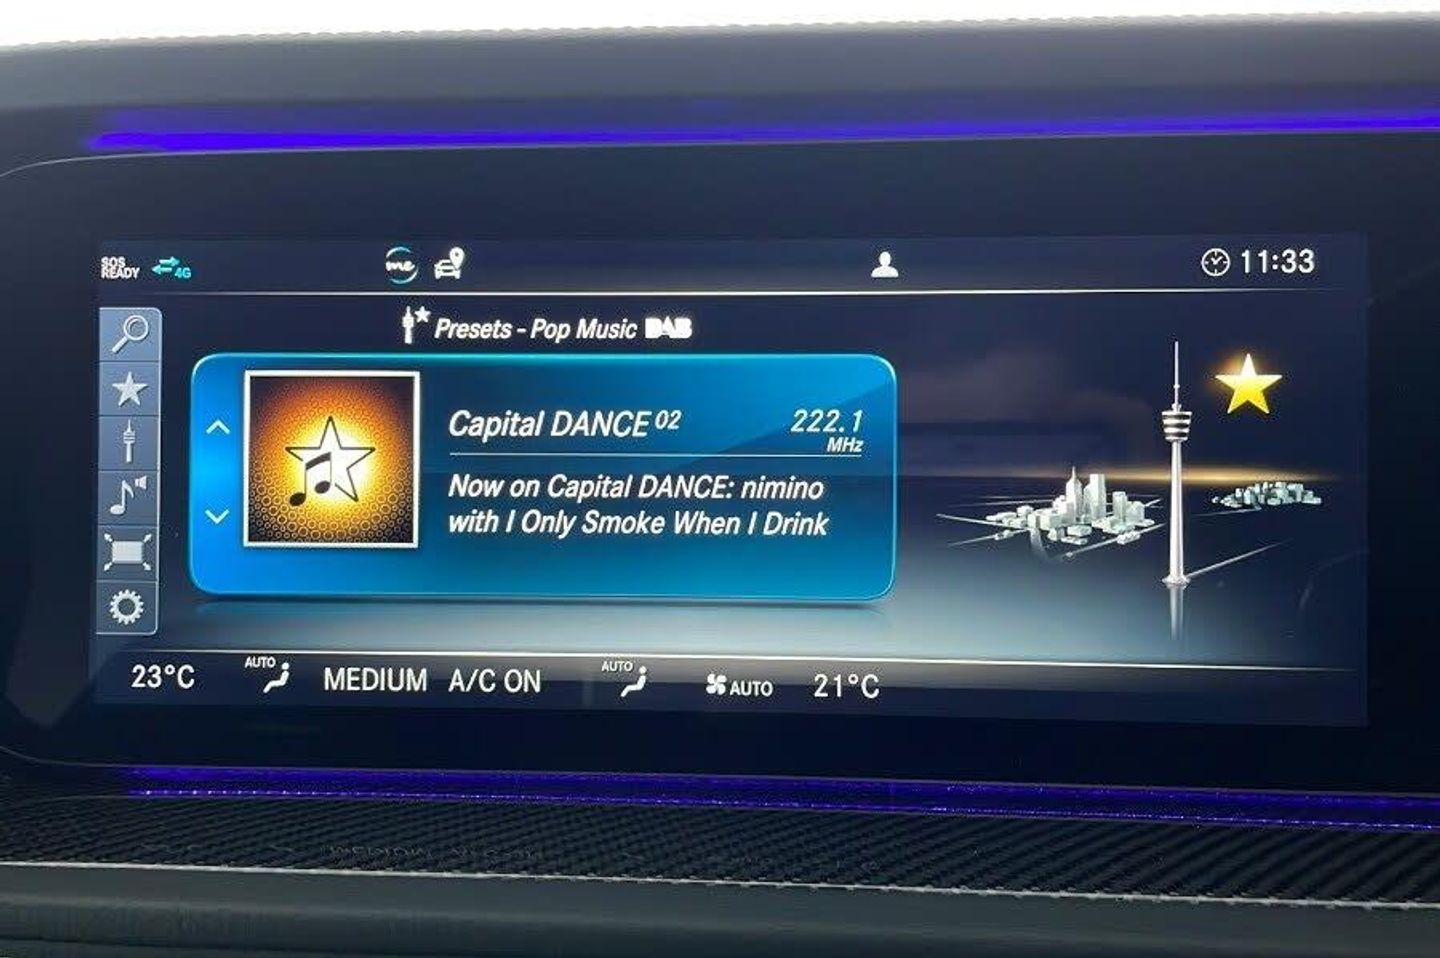 SOS
READY
4G
me
11:33
Presets - Pop Music DAB
Capital DANCE 02
222.1
MHz
Now on Capital DANCE: nimino
with I Only Smoke When I Drink
23°C
AUTO
MEDIUM
A/C ON
AUTO
AUTO
21°C